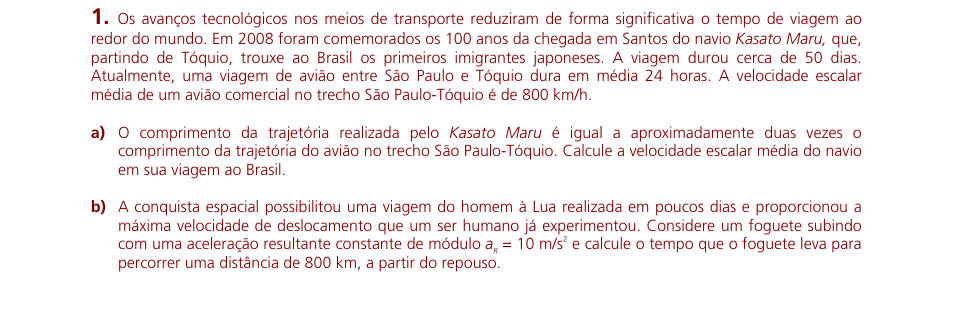 1. Os avanços tecnológicos nos meios de transporte reduziram de forma significativa o tempo de viagem ao
redor do mundo. Em 2008 foram comemorados os 100 anos da chegada em Santos do navio Kasato Maru, que,
partindo de Tóquio, trouxe ao Brasil os primeiros imigrantes japoneses. A viagem durou cerca de 50 dias.
Atualmente, uma viagem de avião entre São Paulo e Tóquio dura em média 24 horas. A velocidade escalar
média de um avião comercial no trecho São Paulo-Tóquio é de 800 km/h.
a) O comprimento da trajetória realizada pelo Kasato Maru é igual a aproximadamente duas vezes o
comprimento da trajetória do avião no trecho São Paulo-Tóquio. Calcule a velocidade escalar média do navio
em sua viagem ao Brasil.
b) A conquista espacial possibilitou uma viagem do homem à Lua realizada em poucos dias e proporcionou a
máxima velocidade de deslocamento que um ser humano já experimentou. Considere um foguete subindo
com uma aceleração resultante constante de módulo aR = 10 m/s² e calcule o tempo que o foguete leva para
percorrer uma distância de 800 km, a partir do repouso.